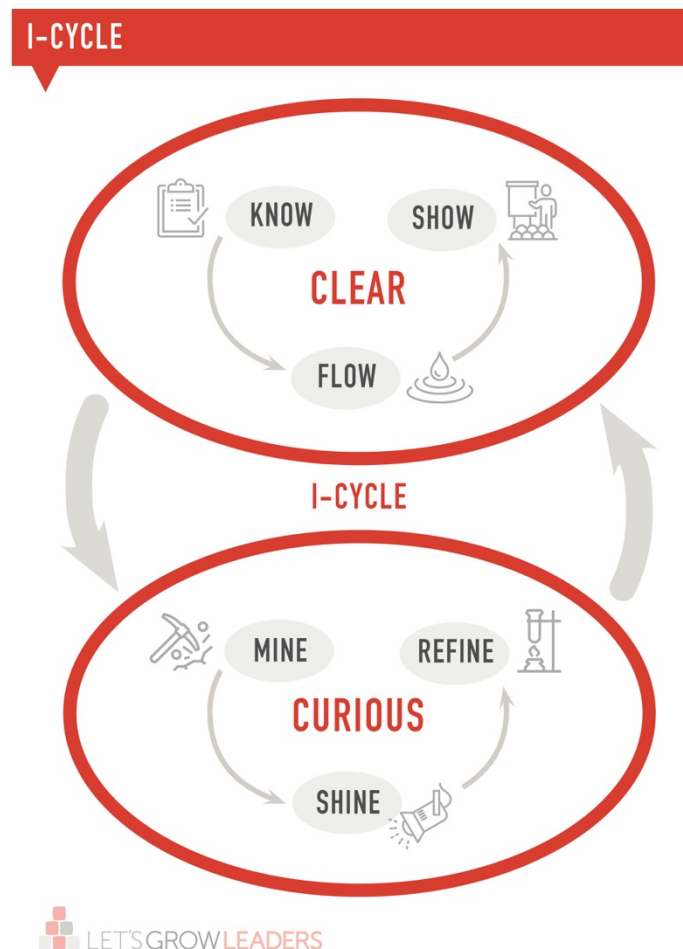 I-CYCLE
KNOW
SHOW
CLEAR
FLOW
I-CYCLE
MINE
REFINE
CURIOUS
SHINE
LET'S GROW LEADERS